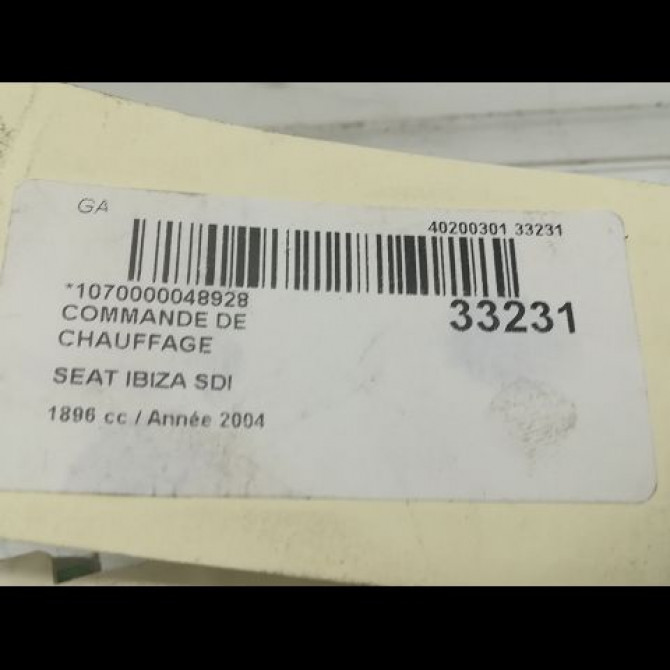 GA
40200301 33231
*1070000048928
33231
COMMANDE DE
CHAUFFAGE
SEAT IBIZA SDI
1896 cc / Année 2004